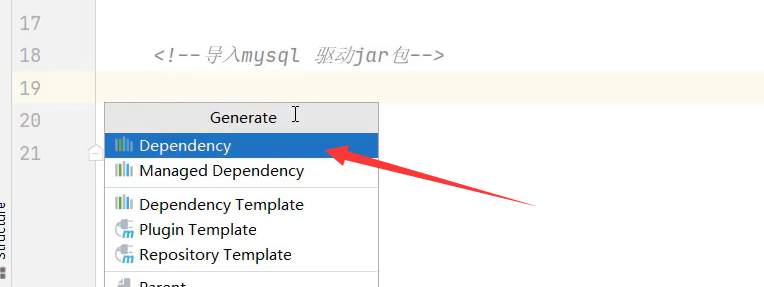 17
18 <!--导入mysql 驱动jar包-->
19
20
21
Generate
Dependency
Managed Dependency
Dependency Template
Plugin Template
Repository Template
Parent
Structure